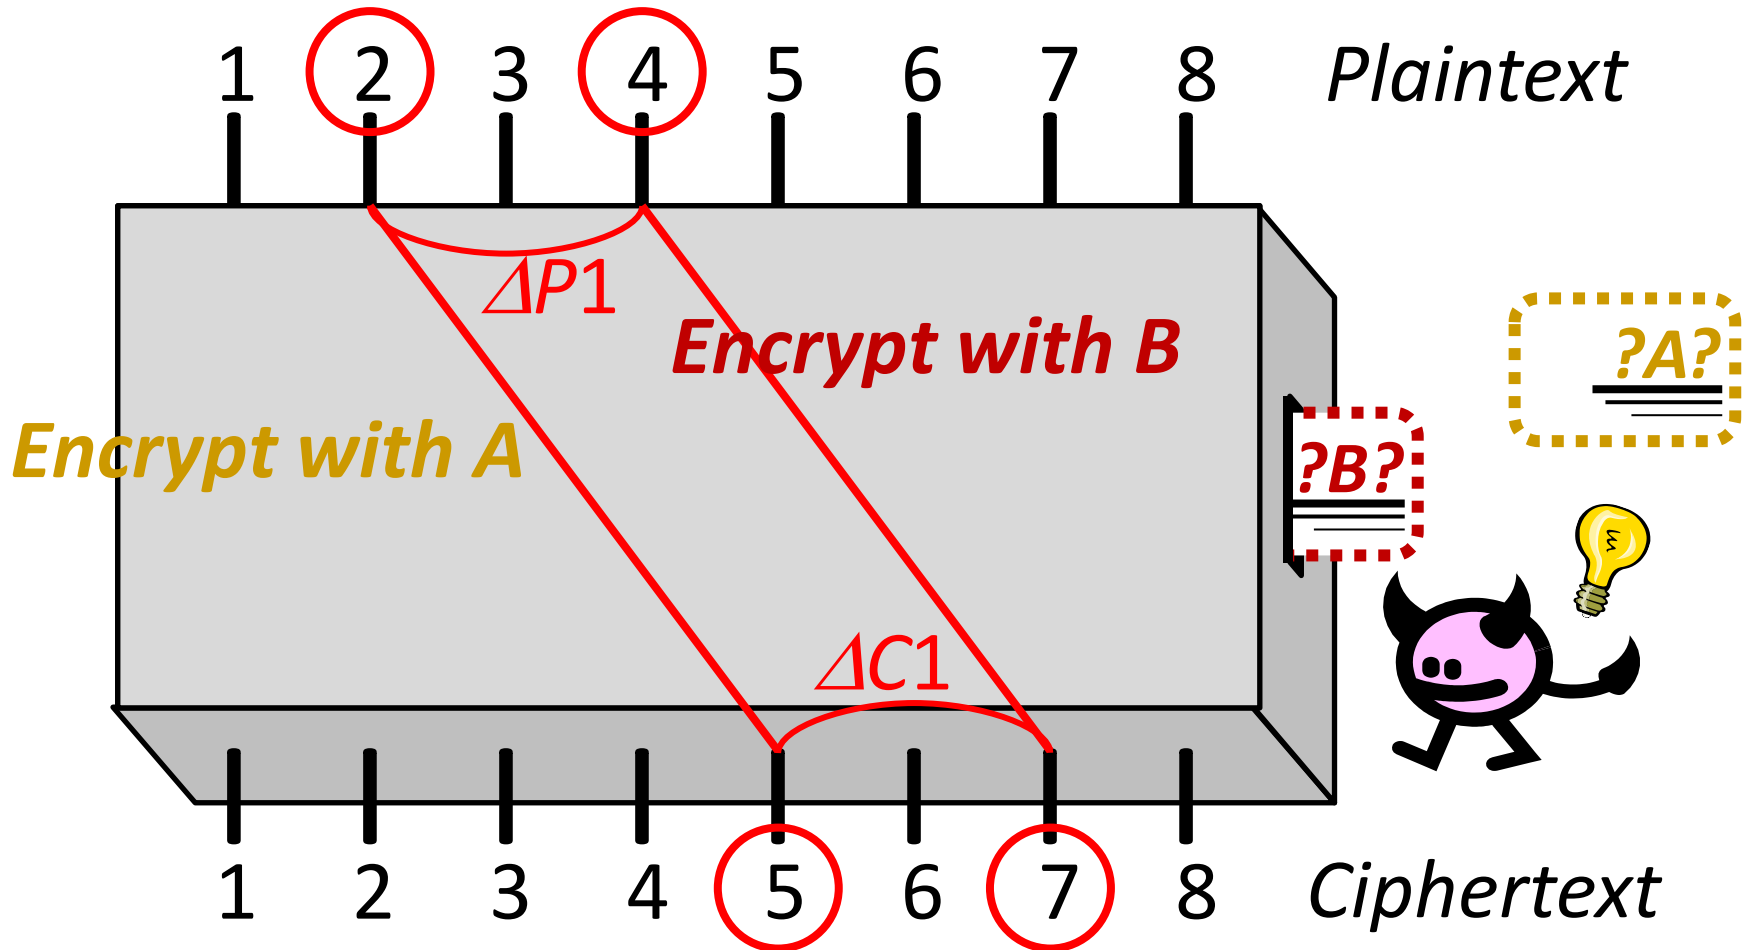 1 2 3 4 5 6 7 8 Plaintext
ΔP1
Encrypt with B
?A?
Encrypt with A
?B?
ΔC1
1 2 3 4 5 6 7 8 Ciphertext